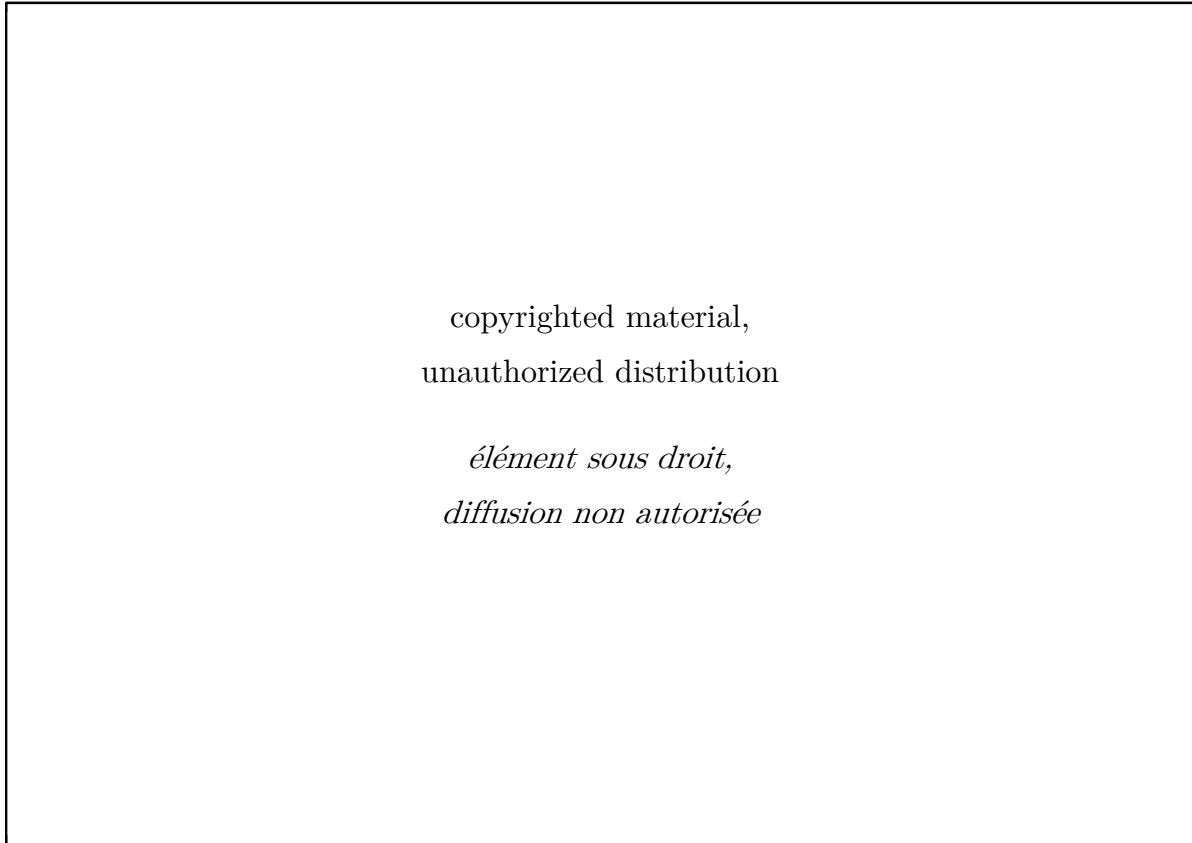 copyrighted material,
unauthorized distribution
élément sous droit,
diffusion non autorisée